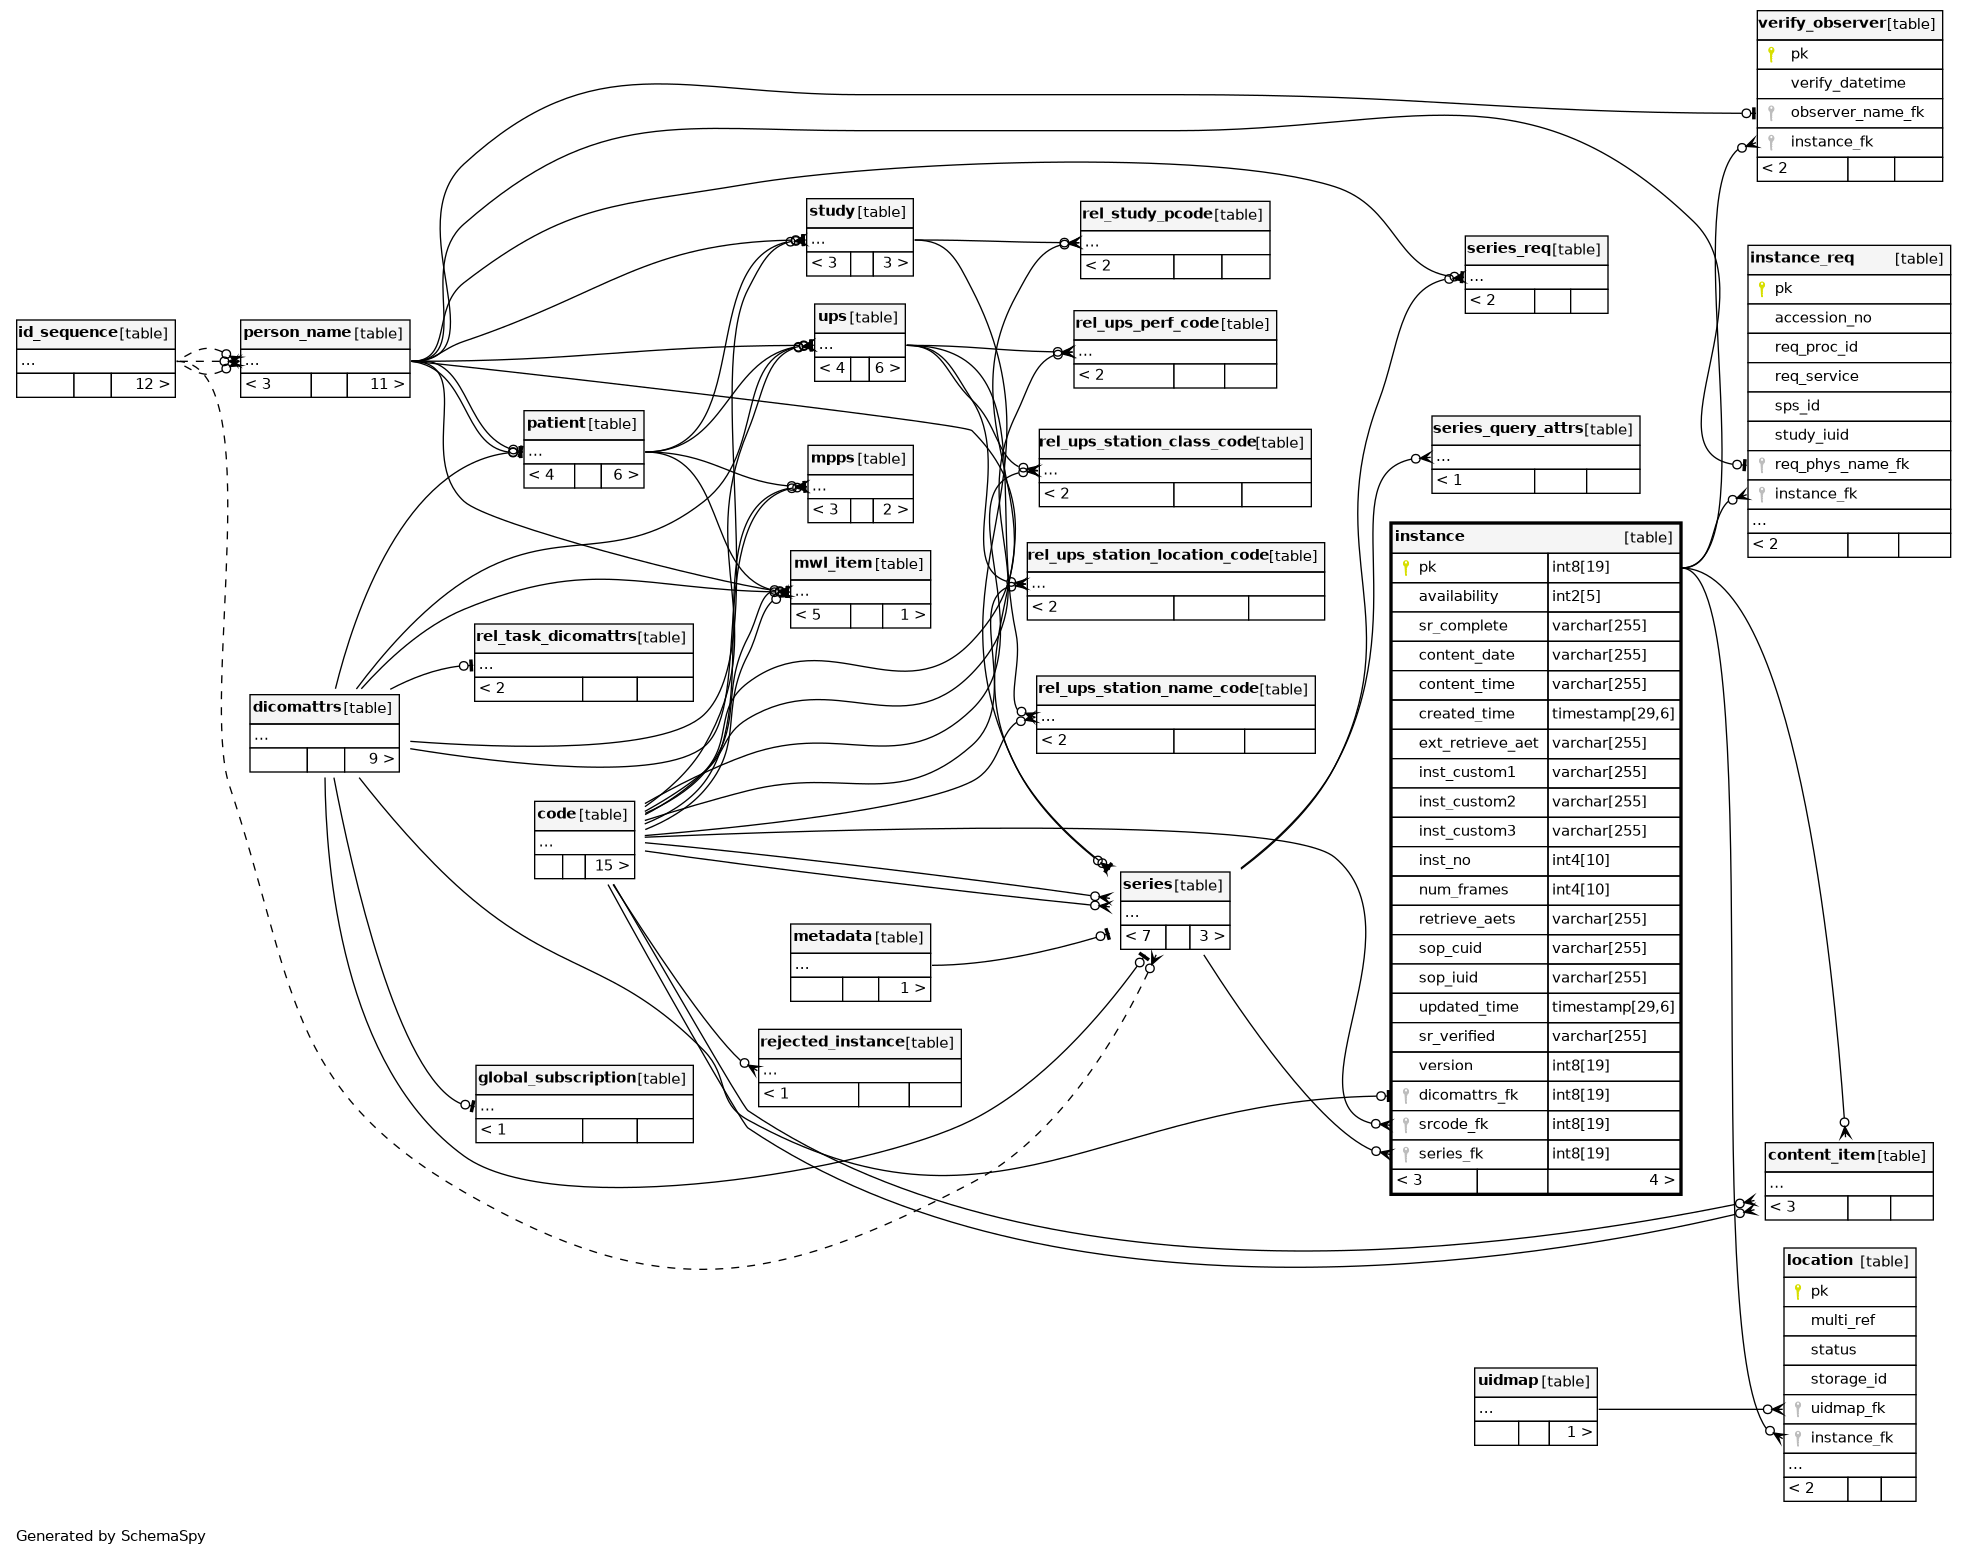 verify_observer [table]
pk
verify_datetime
observer_name_fk
instance_fk
< 2
study [table]
...
< 3 3 >
rel_study_pcode [table]
...
< 2
series_req [table]
...
< 2
instance_req [table]
pk
accession_no
req_proc_id
req_service
sps_id
study_iuid
req_phys_name_fk
instance_fk
...
< 2
id_sequence [table]
...
12 >
person_name [table]
...
< 3 11 >
ups [table]
...
< 4 6 >
rel_ups_perf_code [table]
...
< 2
patient [table]
...
< 4 6 >
mpps [table]
...
< 3 2 >
rel_ups_station_class_code [table]
...
< 2
series_query_attrs [table]
...
< 1
mwl_item [table]
...
< 5 1 >
rel_ups_station_location_code [table]
...
< 2
rel_task_dicomattrs [table]
...
< 2
rel_ups_station_name_code [table]
...
< 2
dicomattrs [table]
...
9 >
code [table]
...
15 >
series [table]
...
< 7 3 >
metadata [table]
...
1 >
rejected_instance [table]
...
< 1
global_subscription [table]
...
< 1
instance [table]
pk int8[19]
availability int2[5]
sr_complete varchar[255]
content_date varchar[255]
content_time varchar[255]
created_time timestamp[29,6]
ext_retrieve_aet varchar[255]
inst_custom1 varchar[255]
inst_custom2 varchar[255]
inst_custom3 varchar[255]
inst_no int4[10]
num_frames int4[10]
retrieve_aets varchar[255]
sop_cuid varchar[255]
sop_iuid varchar[255]
updated_time timestamp[29,6]
sr_verified varchar[255]
version int8[19]
dicomattrs_fk int8[19]
srcode_fk int8[19]
series_fk int8[19]
< 3 4 >
content_item [table]
...
< 3
location [table]
pk
multi_ref
status
storage_id
uidmap_fk
instance_fk
...
< 2
uidmap [table]
...
1 >
Generated by SchemaSpy